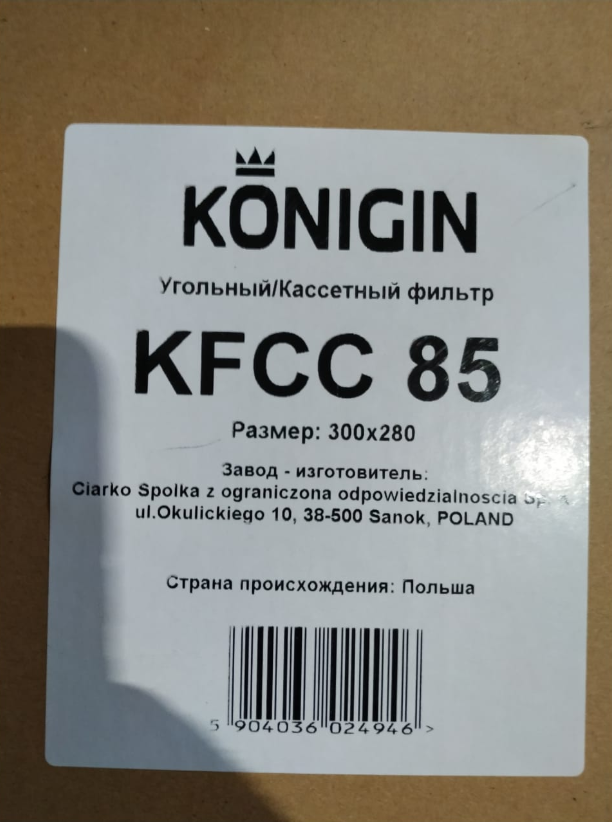 KÖNIGIN
Угольный/Кассетный фильтр
KFCC 85
Размер: 300x280
Завод - изготовитель:
Ciarko Spolka z ograniczona odpowiedzialnoscia
ul.Okulickiego 10, 38-500 Sanok, POLAND
Страна происхождения: Польша
5 904036 024946 >